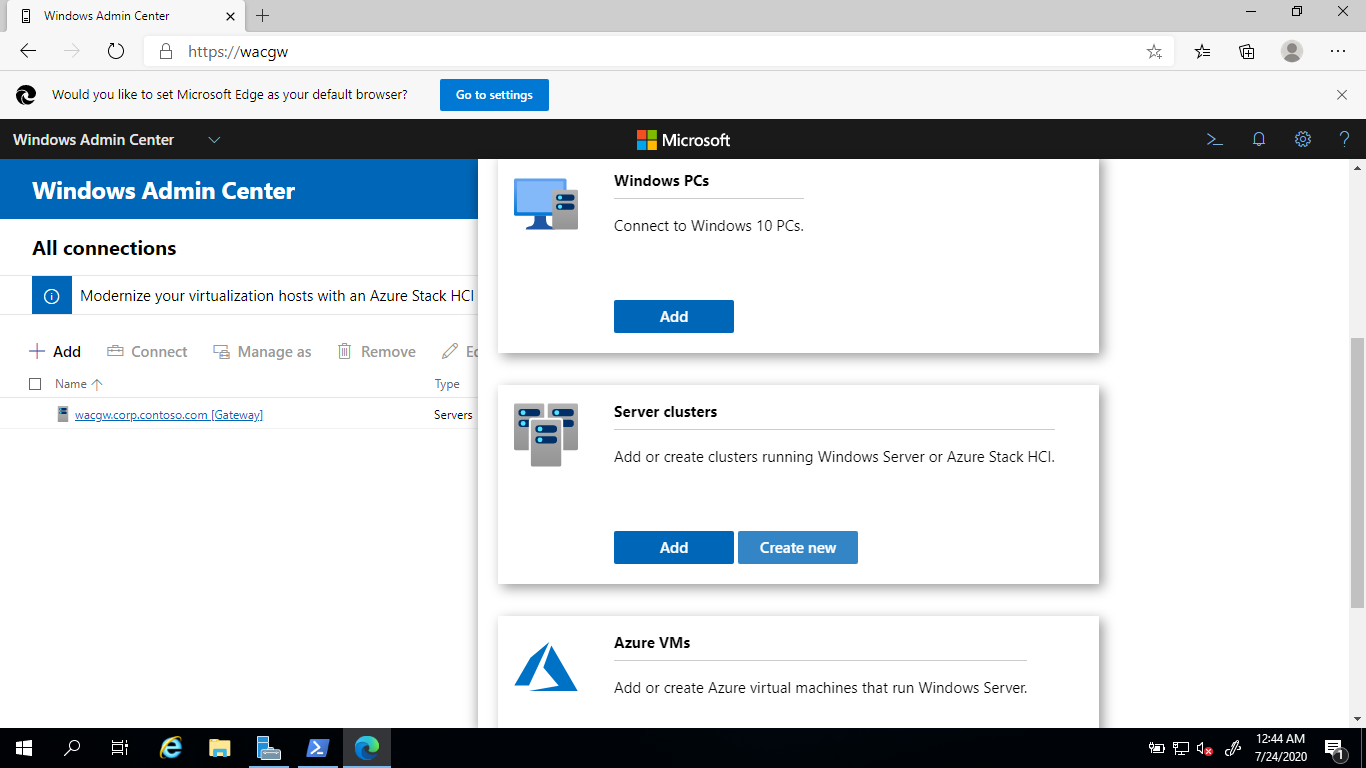 Windows Admin Center
https://wacgw
Would you like to set Microsoft Edge as your default browser?
Go to settings
Windows Admin Center
Microsoft
Windows Admin Center
All connections
Modernize your virtualization hosts with an Azure Stack HCI
Add
Connect
Manage as
Remove
Name
Type
wacgw.corp.contoso.com [Gateway]
Servers
Windows PCs
Connect to Windows 10 PCs.
Add
Server clusters
Add or create clusters running Windows Server or Azure Stack HCI.
Add
Create new
Azure VMs
Add or create Azure virtual machines that run Windows Server.
12:44 AM
7/24/2020
1